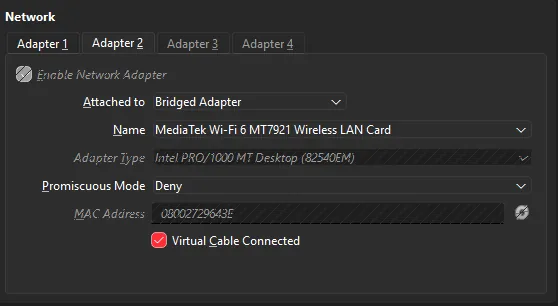 Network
Adapter 1 Adapter 2 Adapter 3 Adapter 4
Enable Network Adapter
Attached to Bridged Adapter
Name MediaTek Wi-Fi 6 MT7921 Wireless LAN Card
Adapter Type Intel PRO/1000 MT Desktop (82540EM)
Promiscuous Mode Deny
MAC Address 08002729643E
Virtual Cable Connected